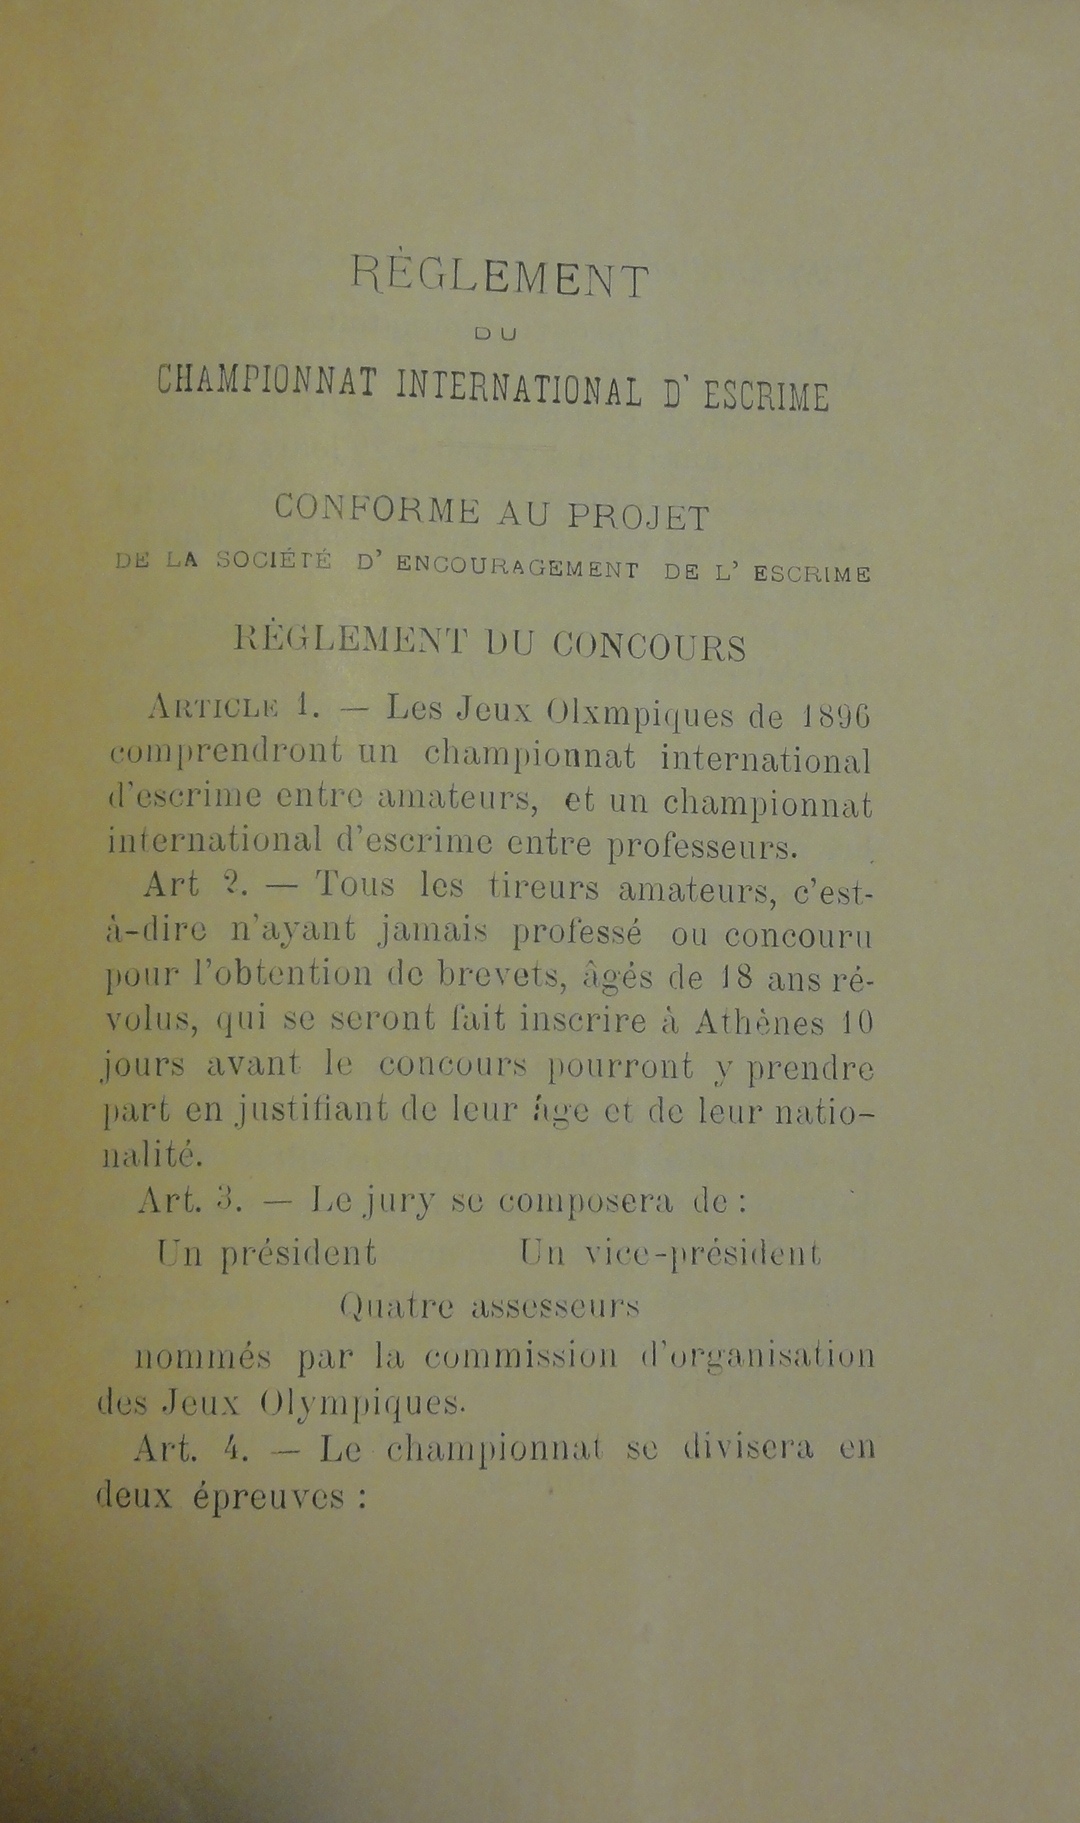 RÈGLEMENT
DU
CHAMPIONNAT INTERNATIONAL D' ESCRIME
CONFORME AU PROJET
DE LA SOCIÉTÉ D' ENCOURAGEMENT DE L' ESCRIME
RÈGLEMENT DU CONCOURS
ARTICLE 1. — Les Jeux Olxmpiques de 1896
comprendront un championnat international
d'escrime entre amateurs, et un championnat
international d'escrime entre professeurs.
Art 2. — Tous les tireurs amateurs, c'est-
à-dire n'ayant jamais professé ou concouru
pour l'obtention de brevets, âgés de 18 ans ré-
volus, qui se seront fait inscrire à Athènes 10
jours avant le concours pourront y prendre
part en justifiant de leur âge et de leur natio-
nalité.
Art. 3. — Le jury se composera de :
Un président Un vice-président
Quatre assesseurs
nommés par la commission d'organisation
des Jeux Olympiques.
Art. 4. — Le championnat se divisera en
deux épreuves :